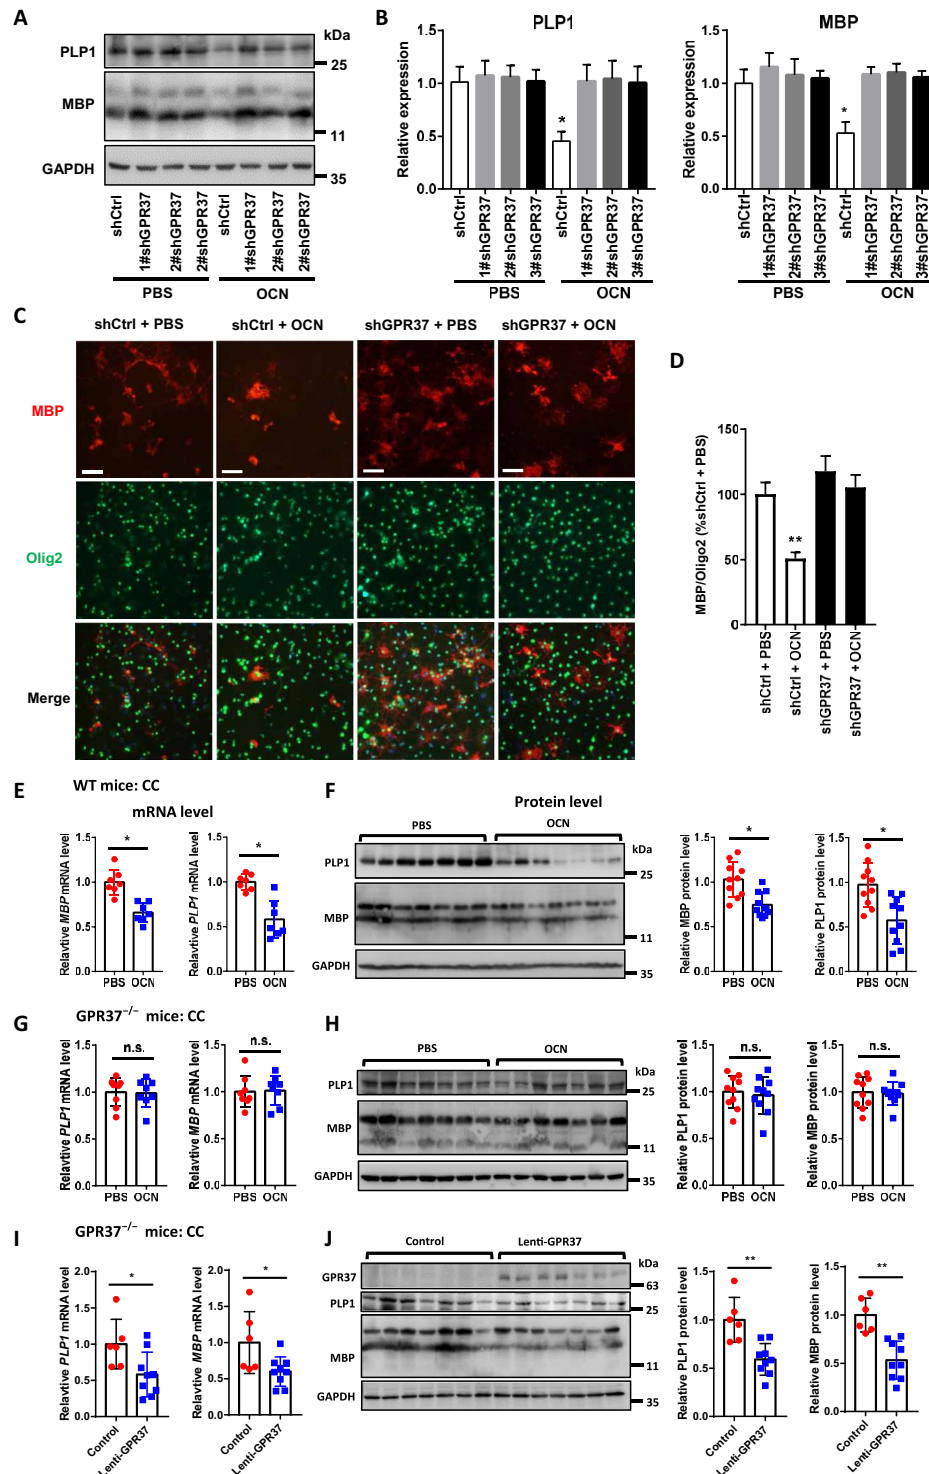 A
kDa
PLP1
25
MBP
11
GAPDH
35
shCtrl
1#shGPR37
2#shGPR37
2#shGPR37
shCtrl
1#shGPR37
2#shGPR37
2#shGPR37
PBS
OCN
B
PLP1
Relative expression
1.5
1.0
0.5
0.0
*
shCtrl
1#shGPR37
2#shGPR37
3#shGPR37
shCtrl
1#shGPR37
2#shGPR37
3#shGPR37
PBS
OCN
MBP
Relative expression
1.5
1.0
0.5
0.0
*
shCtrl
1#shGPR37
2#shGPR37
3#shGPR37
shCtrl
1#shGPR37
2#shGPR37
3#shGPR37
PBS
OCN
C
shCtrl + PBS
shCtrl + OCN
shGPR37 + PBS
shGPR37 + OCN
MBP
Olig2
Merge
D
MBP/Oligo2 (%shCtrl + PBS)
150
100
50
0
**
shCtrl + PBS
shCtrl + OCN
shGPR37 + PBS
shGPR37 + OCN
E
WT mice: CC
mRNA level
Relavtive MBP mRNA level
1.5
1.0
0.5
0.0
*
PBS OCN
Relavtive PLP1 mRNA level
1.5
1.0
0.5
0.0
*
PBS OCN
F
Protein level
PBS
OCN
kDa
PLP1
25
MBP
11
GAPDH
35
Relative MBP protein level
1.5
1.0
0.5
0.0
*
PBS OCN
Relative PLP1 protein level
1.5
1.0
0.5
0.0
*
PBS OCN
G
GPR37−/− mice: CC
Relavtive PLP1 mRNA level
1.5
1.0
0.5
0.0
n.s.
PBS OCN
Relavtive MBP mRNA level
1.5
1.0
0.5
0.0
n.s.
PBS OCN
H
PBS
OCN
kDa
PLP1
25
MBP
11
GAPDH
35
Relative PLP1 protein level
1.5
1.0
0.5
0.0
n.s.
PBS OCN
Relative MBP protein level
1.5
1.0
0.5
0.0
n.s.
PBS OCN
GPR37−/− mice: CC
I
Relative PLP1 mRNA level
2.0
1.5
1.0
0.5
0.0
*
Control
Lenti-GPR37
Relative MBP mRNA level
2.0
1.5
1.0
0.5
0.0
*
Control
Lenti-GPR37
J
Control
Lenti-GPR37
kDa
GPR37
63
PLP1
25
MBP
11
GAPDH
35
Relative PLP1 protein level
1.5
1.0
0.5
0.0
**
Control
Lenti-GPR37
Relative MBP protein level
1.5
1.0
0.5
0.0
**
Control
Lenti-GPR37